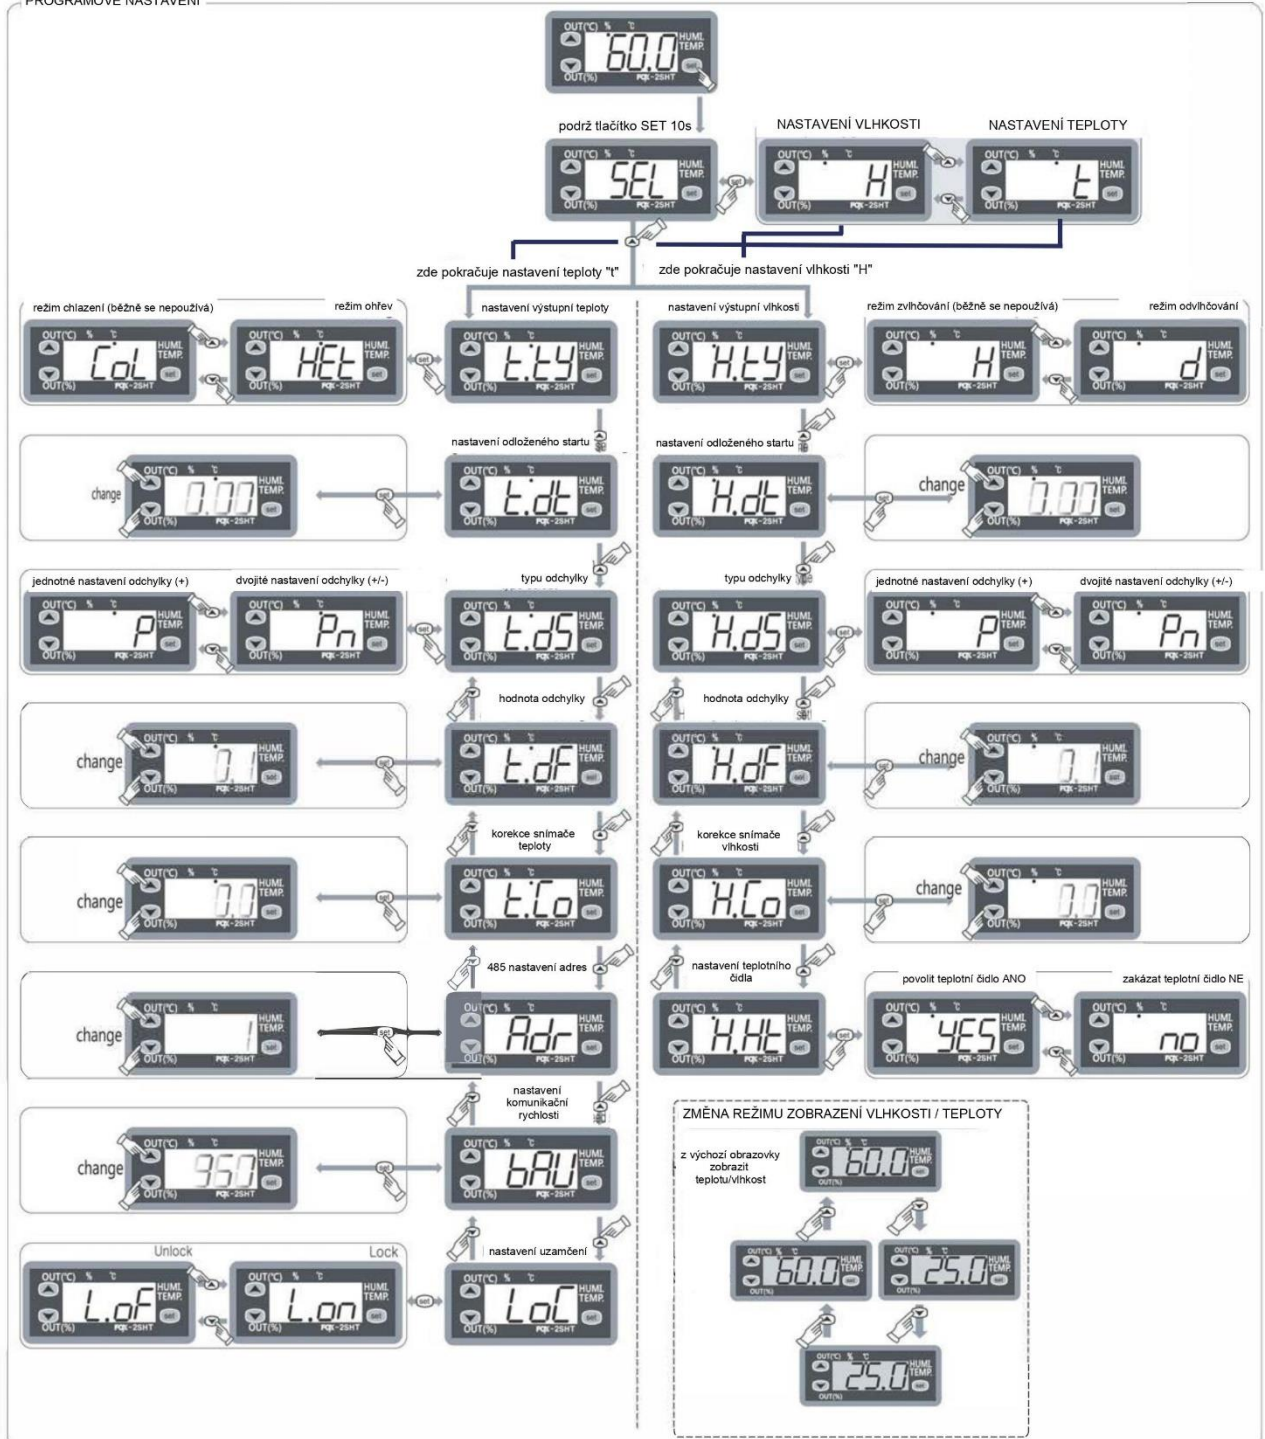 PROGRAMOVÉ NASTAVENÍ
OUT(℃) % ℃
60.0
HUMI.
TEMP.
set
OUT(%)
FOX-2SHT
podrž tlačítko SET 10s
NASTAVENÍ VLHKOSTI
NASTAVENÍ TEPLOTY
SEL
H
t
zde pokračuje nastavení teploty "t"
zde pokračuje nastavení vlhkosti "H"
režim chlazení (běžně se nepoužívá)
režim ohřev
nastavení výstupní teploty
nastavení výstupní vlhkosti
režim zvlhčování (běžně se nepoužívá)
režim odvlhčování
CoL
HEt
t.ty
H.ty
H
d
nastavení odloženého startu
nastavení odloženého startu
change
0.00
t.dt
H.dt
change
0.00
jednotné nastavení odchylky (+)
dvojité nastavení odchylky (+/-)
typu odchylky
typu odchylky
jednotné nastavení odchylky (+)
dvojité nastavení odchylky (+/-)
P
Pn
t.dS
H.dS
P
Pn
hodnota odchylky
hodnota odchylky
change
0.1
t.dF
H.dF
change
0.1
korekce snímače
teploty
korekce snímače
vlhkosti
change
0.0
t.Co
H.Co
change
0.0
485 nastavení adres
nastavení teplotního
čidla
povolit teplotní čidlo ANO
zakázat teplotní čidlo NE
change
1
Adr
H.Ht
YES
no
nastavení
komunikační
rychlosti
change
960
bAU
Unlock
Lock
nastavení uzamčení
L.oF
L.on
LoC
ZMĚNA REŽIMU ZOBRAZENÍ VLHKOSTI / TEPLOTY
z výchozí obrazovky
zobrazit
teplotu/vlhkost
60.0
60.0
25.0
25.0